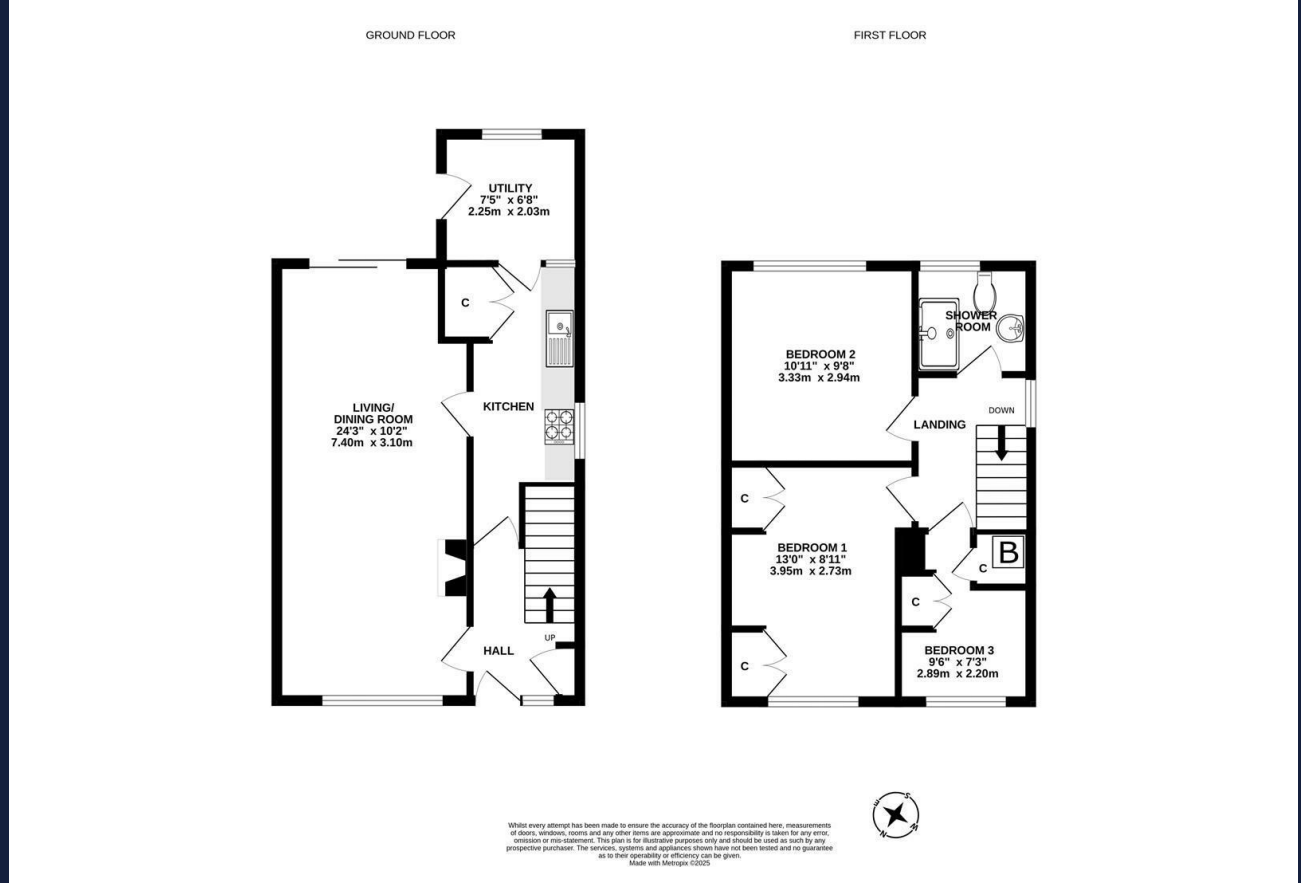 GROUND FLOOR
FIRST FLOOR
UTILITY
7'5" x 6'8"
2.25m x 2.03m
C
KITCHEN
LIVING/
DINING ROOM
24'3" x 10'2"
7.40m x 3.10m
UP
HALL
SHOWER
ROOM
BEDROOM 2
10'11" x 9'8"
3.33m x 2.94m
DOWN
LANDING
C
BEDROOM 1
13'0" x 8'11"
3.95m x 2.73m
B
C
C
C
BEDROOM 3
9'6" x 7'3"
2.89m x 2.20m
E
S
N
W
Whilst every attempt has been made to ensure the accuracy of the floorplan contained here, measurements
of doors, windows, rooms and any other items are approximate and no responsibility is taken for any error,
omission or mis-statement. This plan is for illustrative purposes only and should be used as such by any
prospective purchaser. The services, systems and appliances shown have not been tested and no guarantee
as to their operability or efficiency can be given.
Made with Metropix ©2025